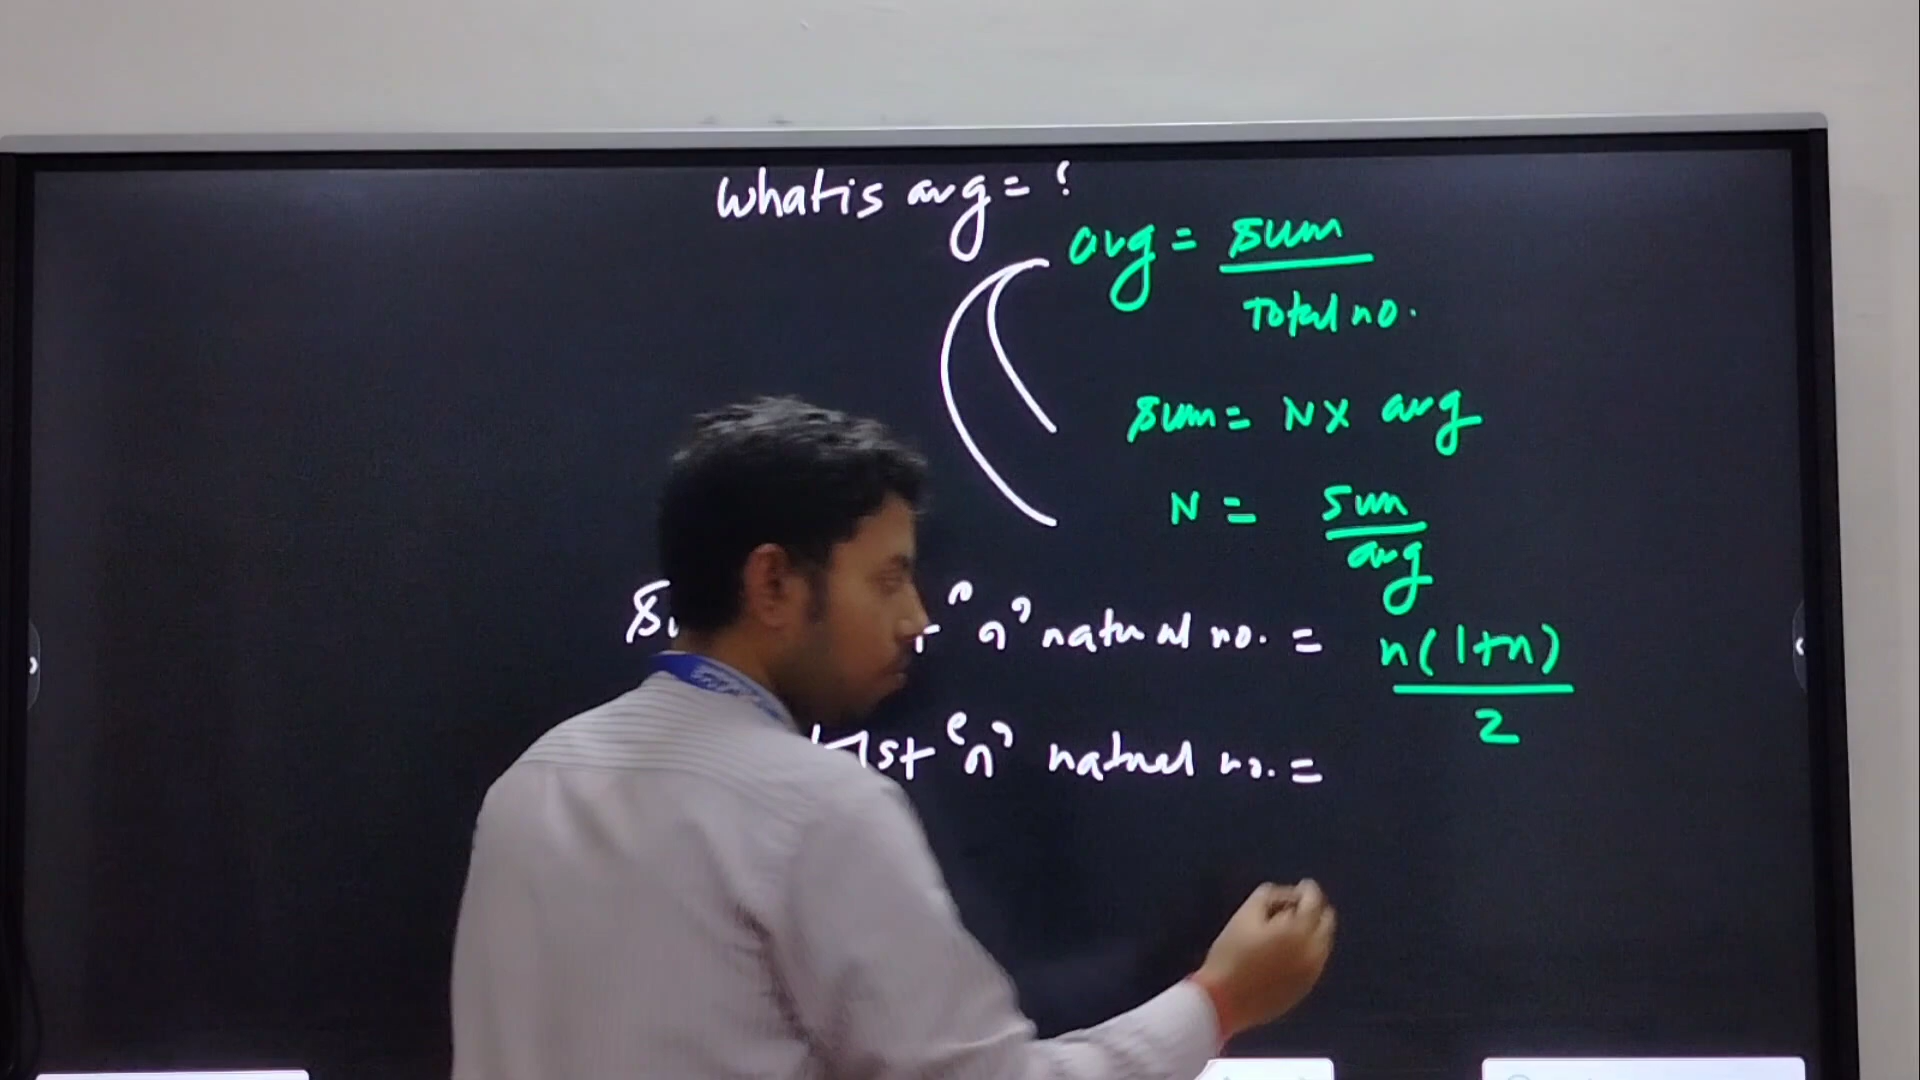 what is avg = ?
avg = sum
Total no.
sum = N X avg
N = sum
avg
'n' natural no. = n(1+n)
2
1st 'n' natural no. =